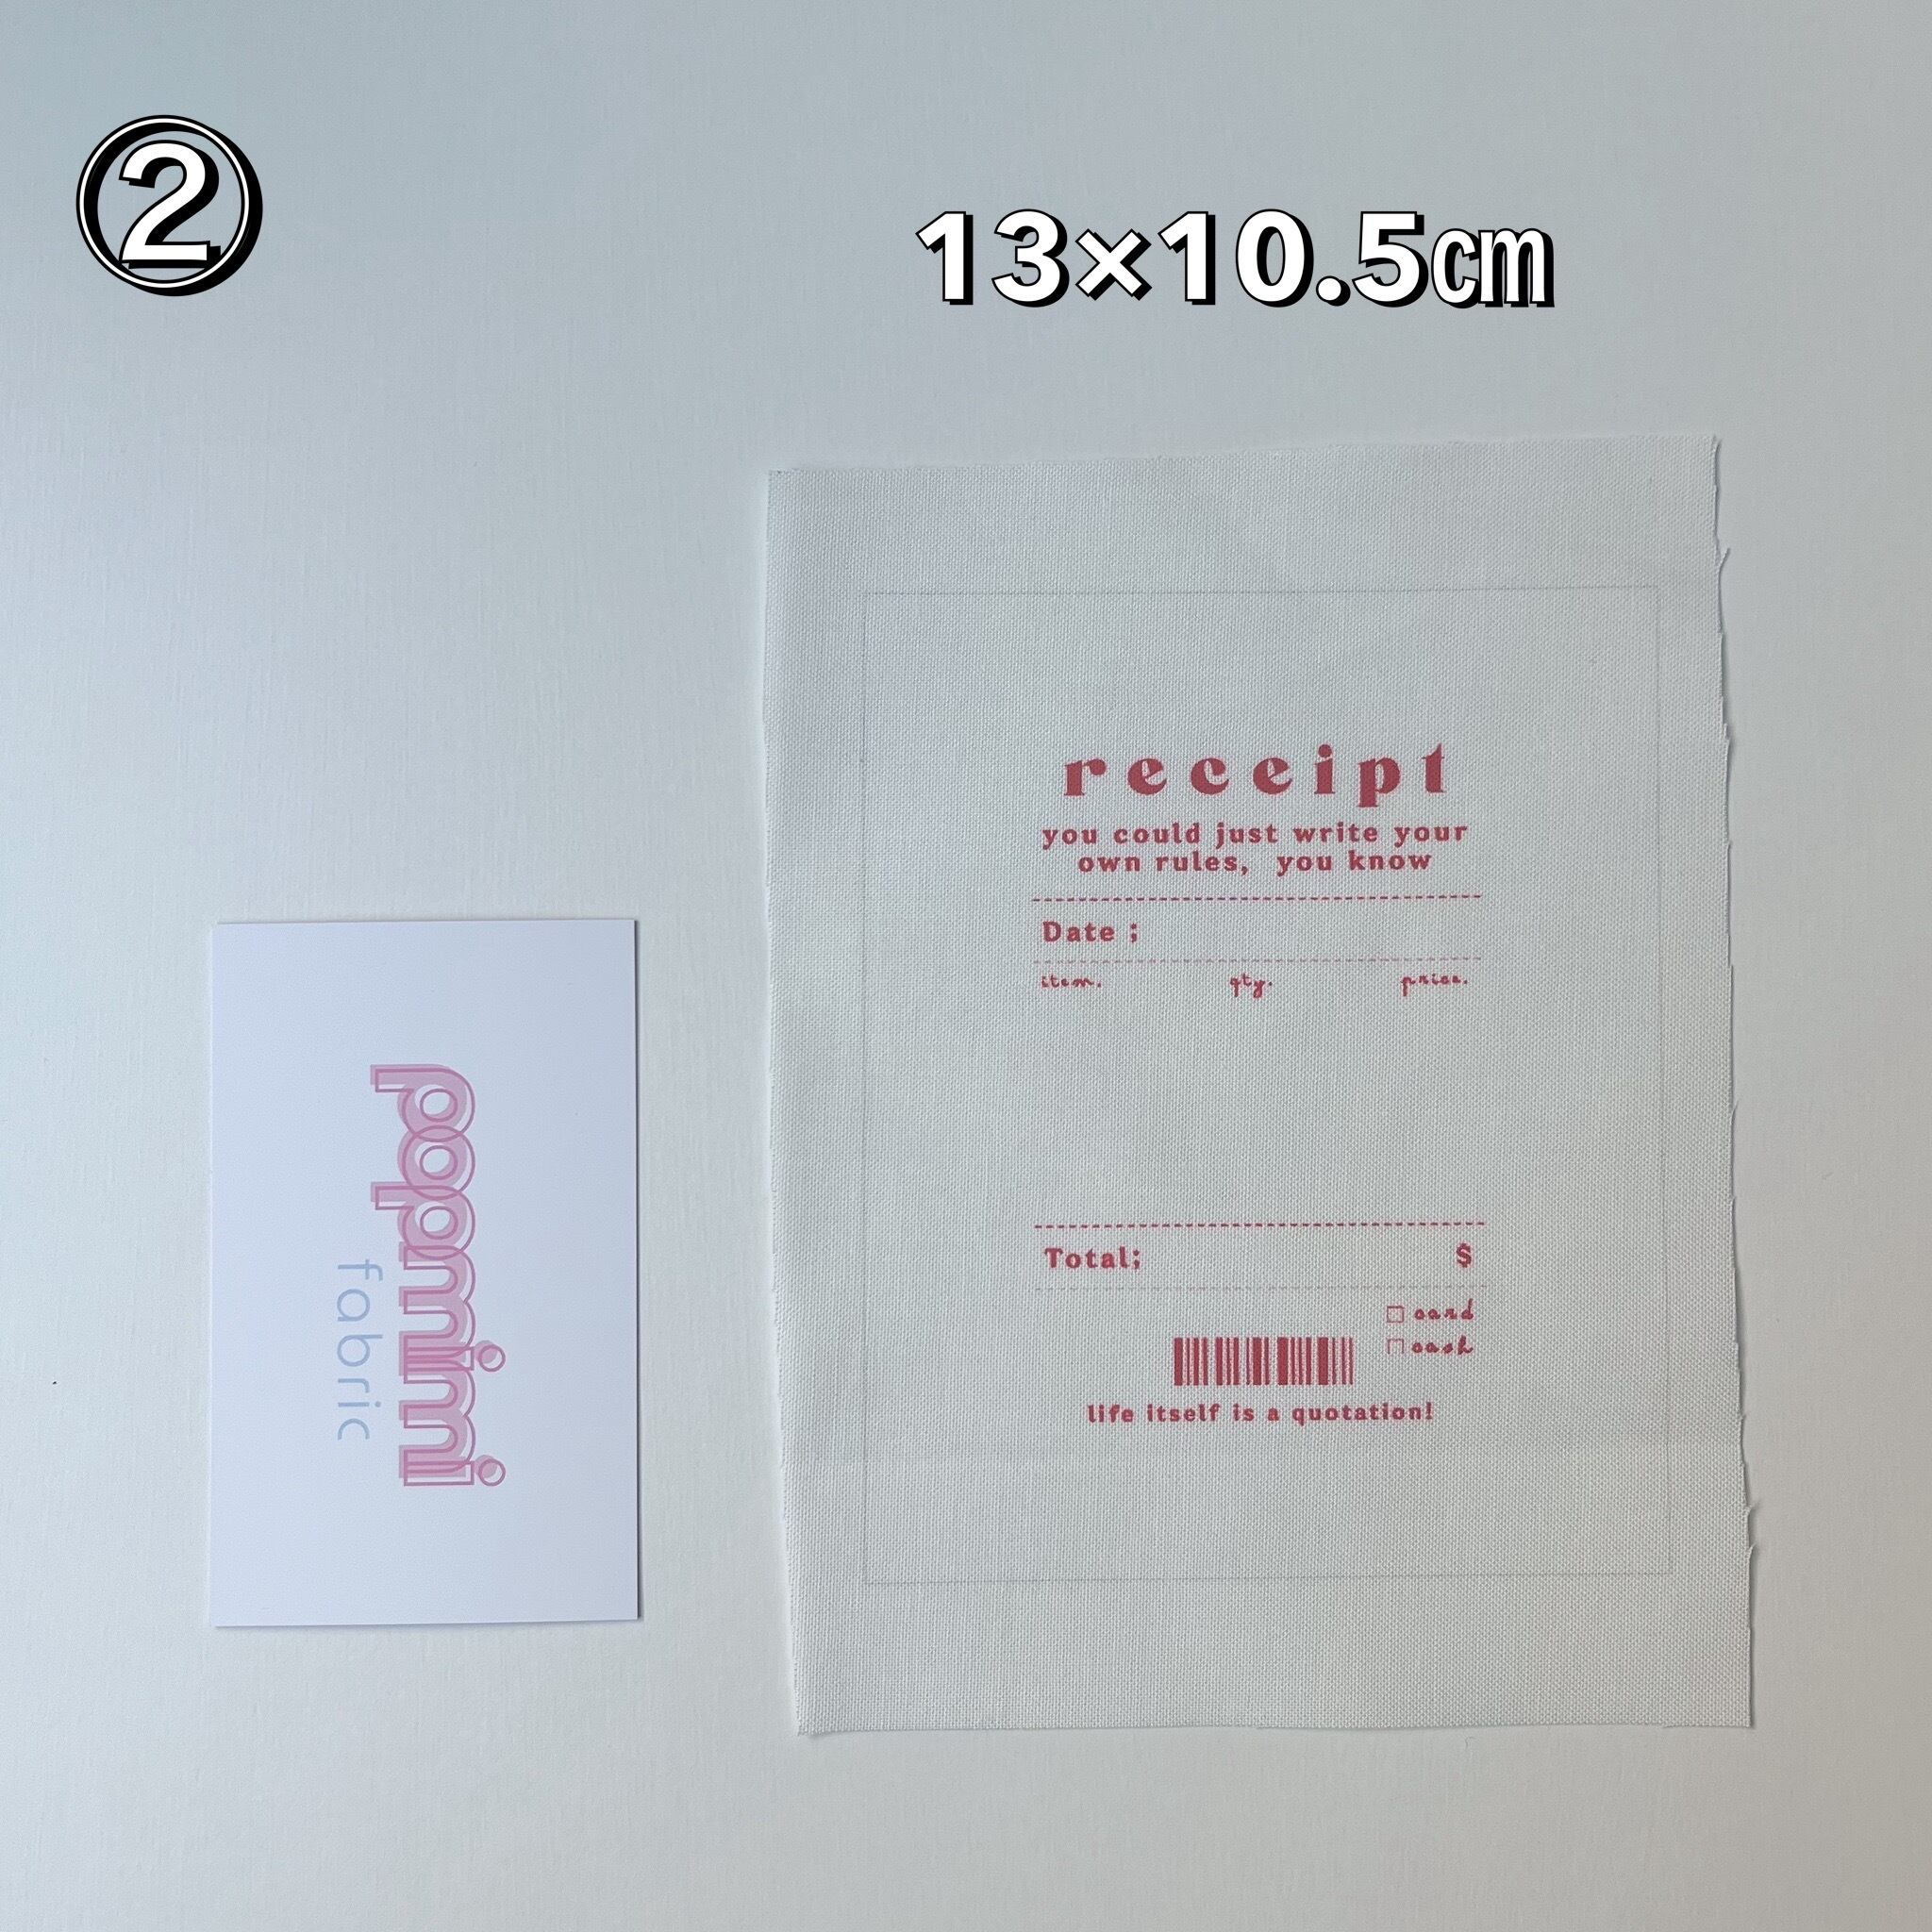 ②
13×10.5㎝
receipt
you could just write your
own rules, you know
Date ;
item. qty. price.
Total; $
card
cash
life itself is a quotation!
popmimi
fabric